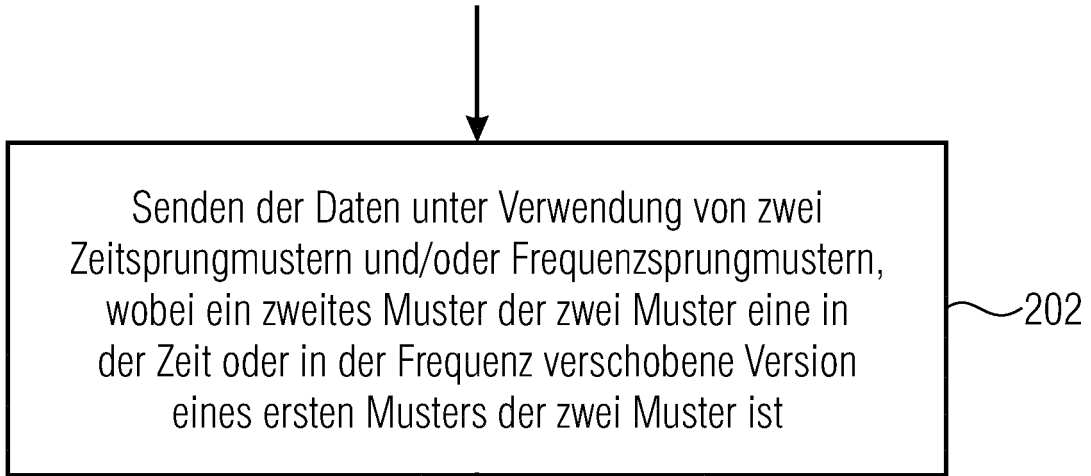 Senden der Daten unter Verwendung von zwei
Zeitsprungmustern und/oder Frequenzsprungmustern,
wobei ein zweites Muster der zwei Muster eine in
der Zeit oder in der Frequenz verschobene Version
eines ersten Musters der zwei Muster ist
202